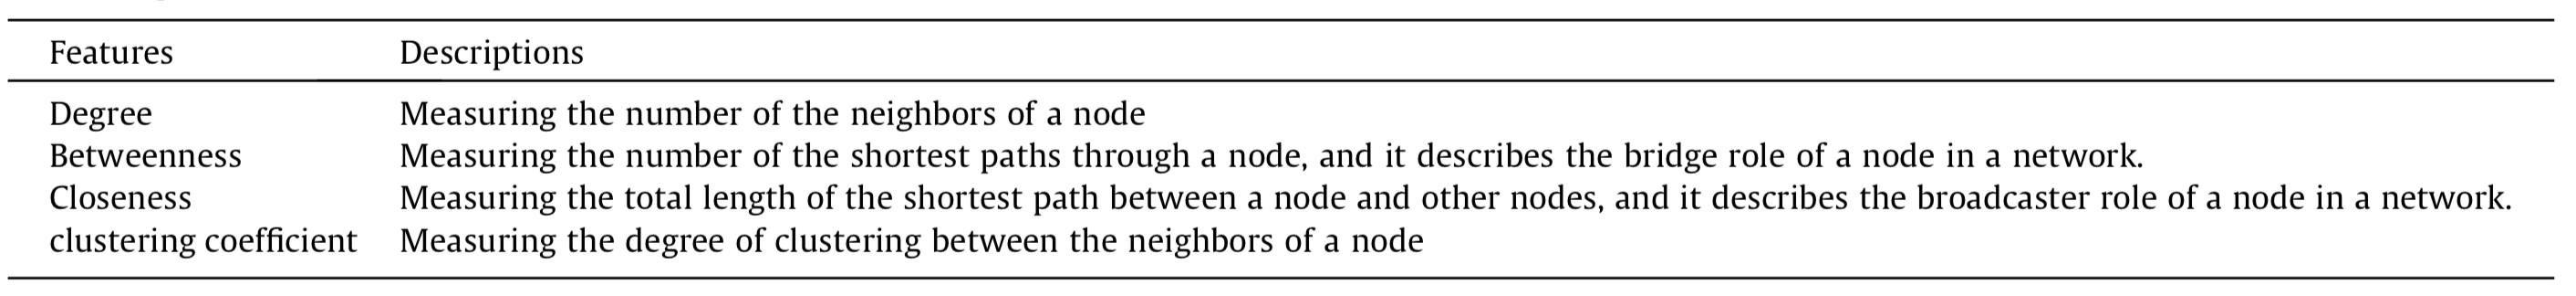 Features Descriptions
Degree Measuring the number of the neighbors of a node
Betweenness Measuring the number of the shortest paths through a node, and it describes the bridge role of a node in a network.
Closeness Measuring the total length of the shortest path between a node and other nodes, and it describes the broadcaster role of a node in a network.
clustering coefficient Measuring the degree of clustering between the neighbors of a node